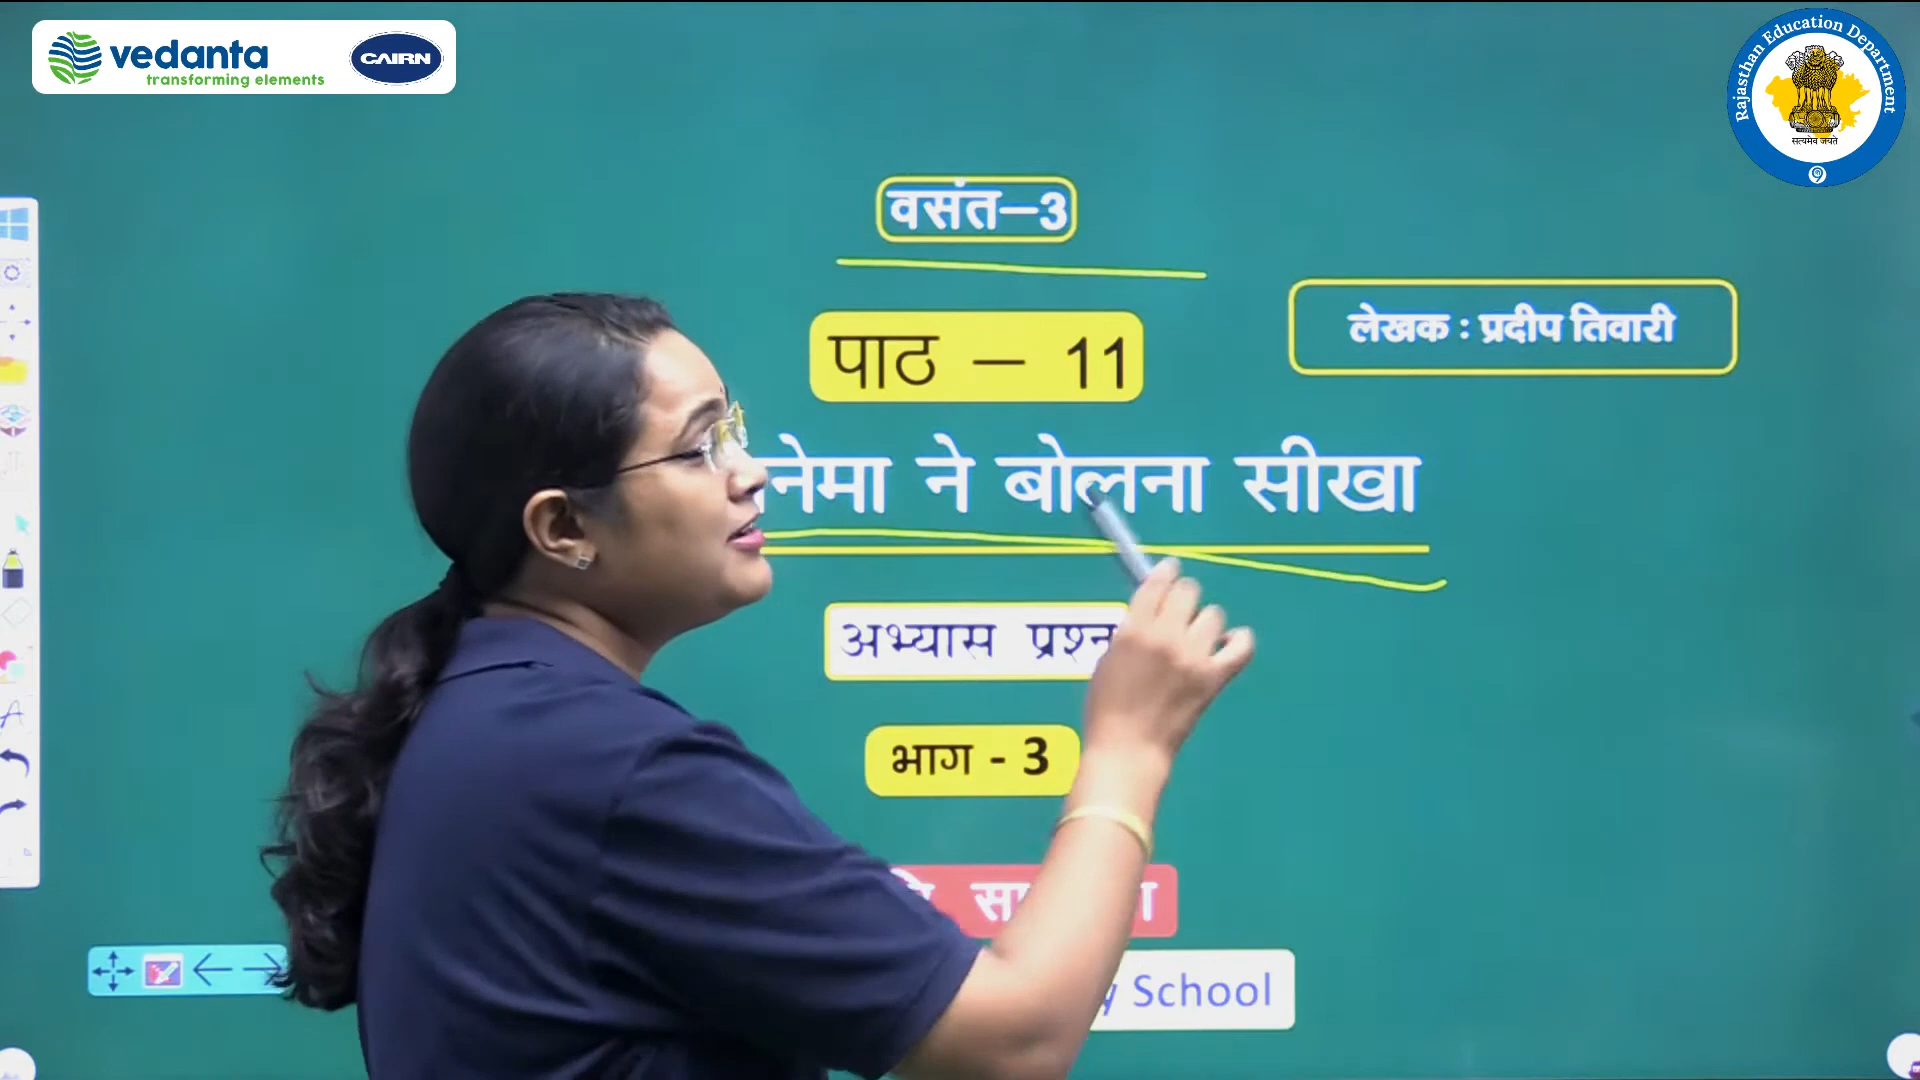 vedanta
transforming elements
CAIRN
Rajasthan Education Department
सत्यमेव जयते
वसंत–3
पाठ – 11
लेखक : प्रदीप तिवारी
ने बोलना सीखा
अभ्यास प्रश्न
भाग - 3
School